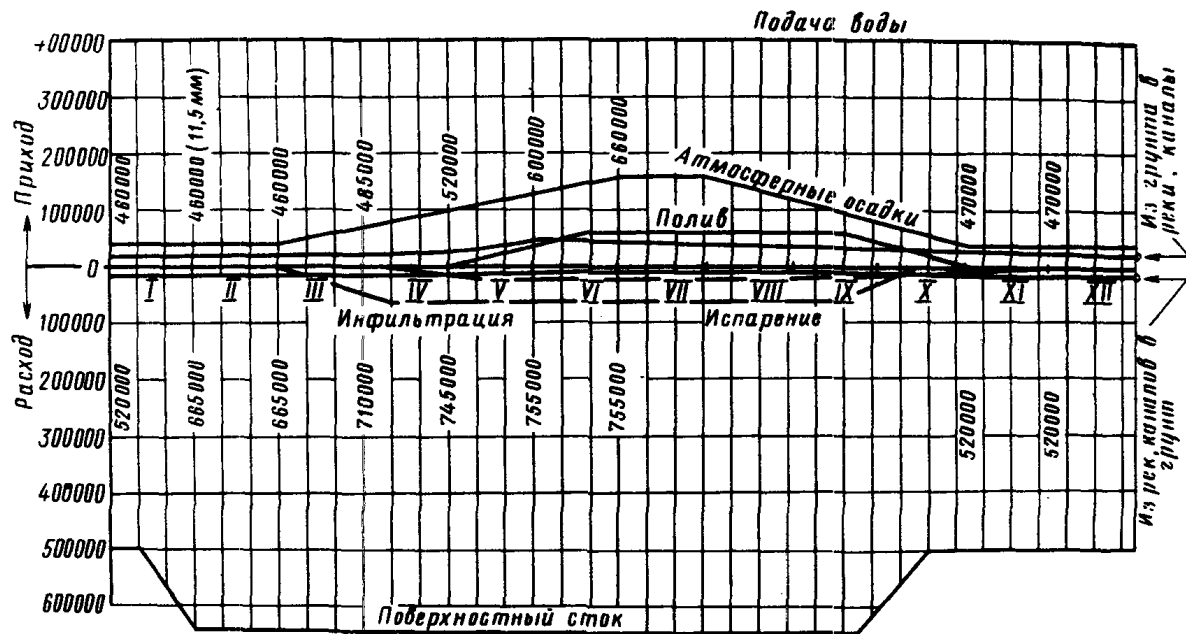 Подача воды
+00000
300000
200000
100000
0
100000
200000
300000
400000
500000
600000
Приход
Расход
460000
460000 (11,5 мм)
460000
485000
520000
600000
660000
470000
470000
Атмосферные осадки
Полив
I II III IV V VI VII VIII IX X XI XII
Инфильтрация
Испарение
520000
665000
665000
710000
745000
755000
755000
520000
520000
Поверхностный сток
Из грунта в
реки, каналы
Из рек, каналив в
грунп